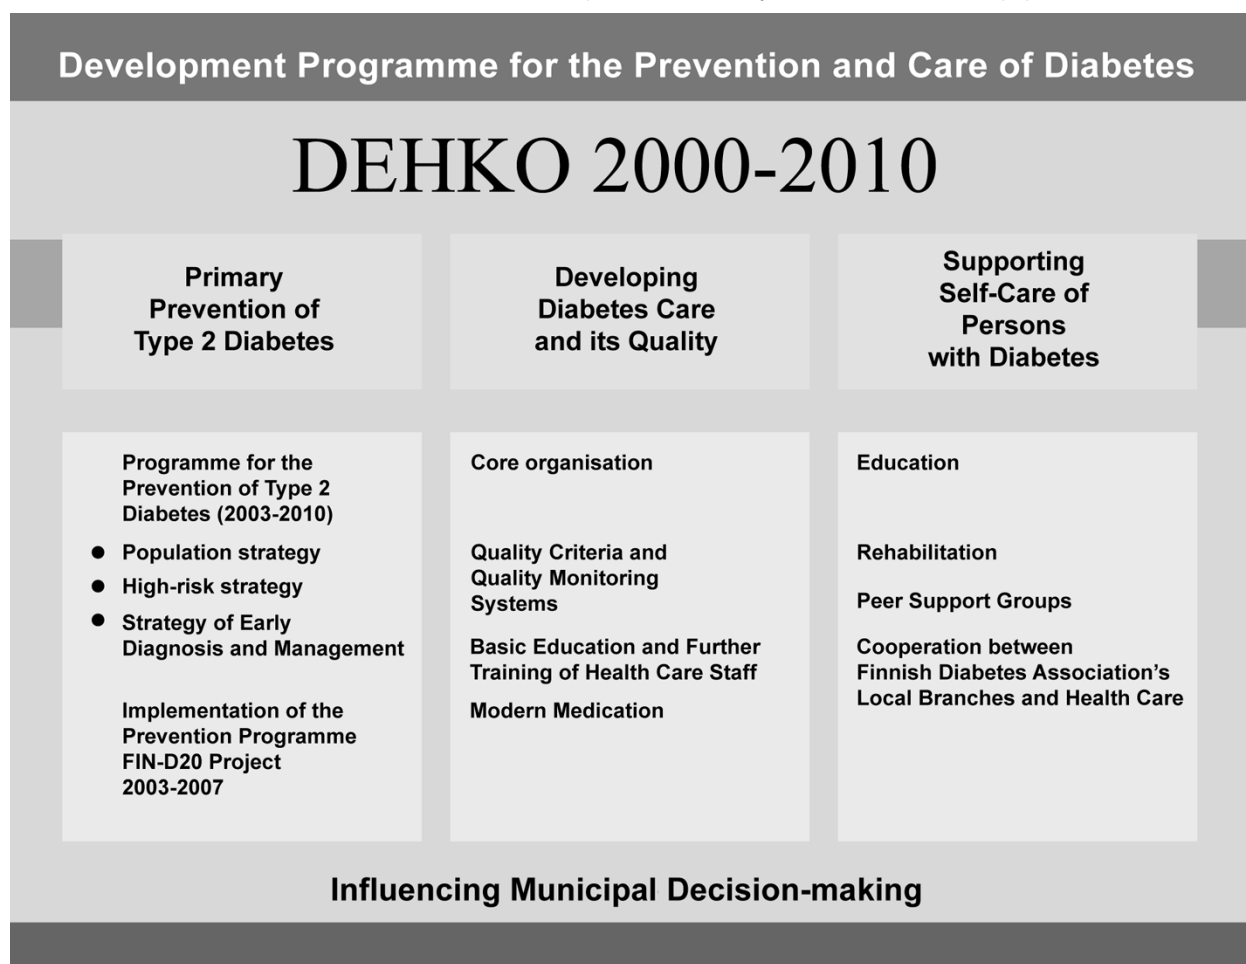 Development Programme for the Prevention and Care of Diabetes
DEHKO 2000-2010
Primary
Prevention of
Type 2 Diabetes
Developing
Diabetes Care
and its Quality
Supporting
Self-Care of
Persons
with Diabetes
Programme for the
Prevention of Type 2
Diabetes (2003-2010)
● Population strategy
● High-risk strategy
● Strategy of Early
Diagnosis and Management
Implementation of the
Prevention Programme
FIN-D20 Project
2003-2007
Core organisation
Quality Criteria and
Quality Monitoring
Systems
Basic Education and Further
Training of Health Care Staff
Modern Medication
Education
Rehabilitation
Peer Support Groups
Cooperation between
Finnish Diabetes Association’s
Local Branches and Health Care
Influencing Municipal Decision-making